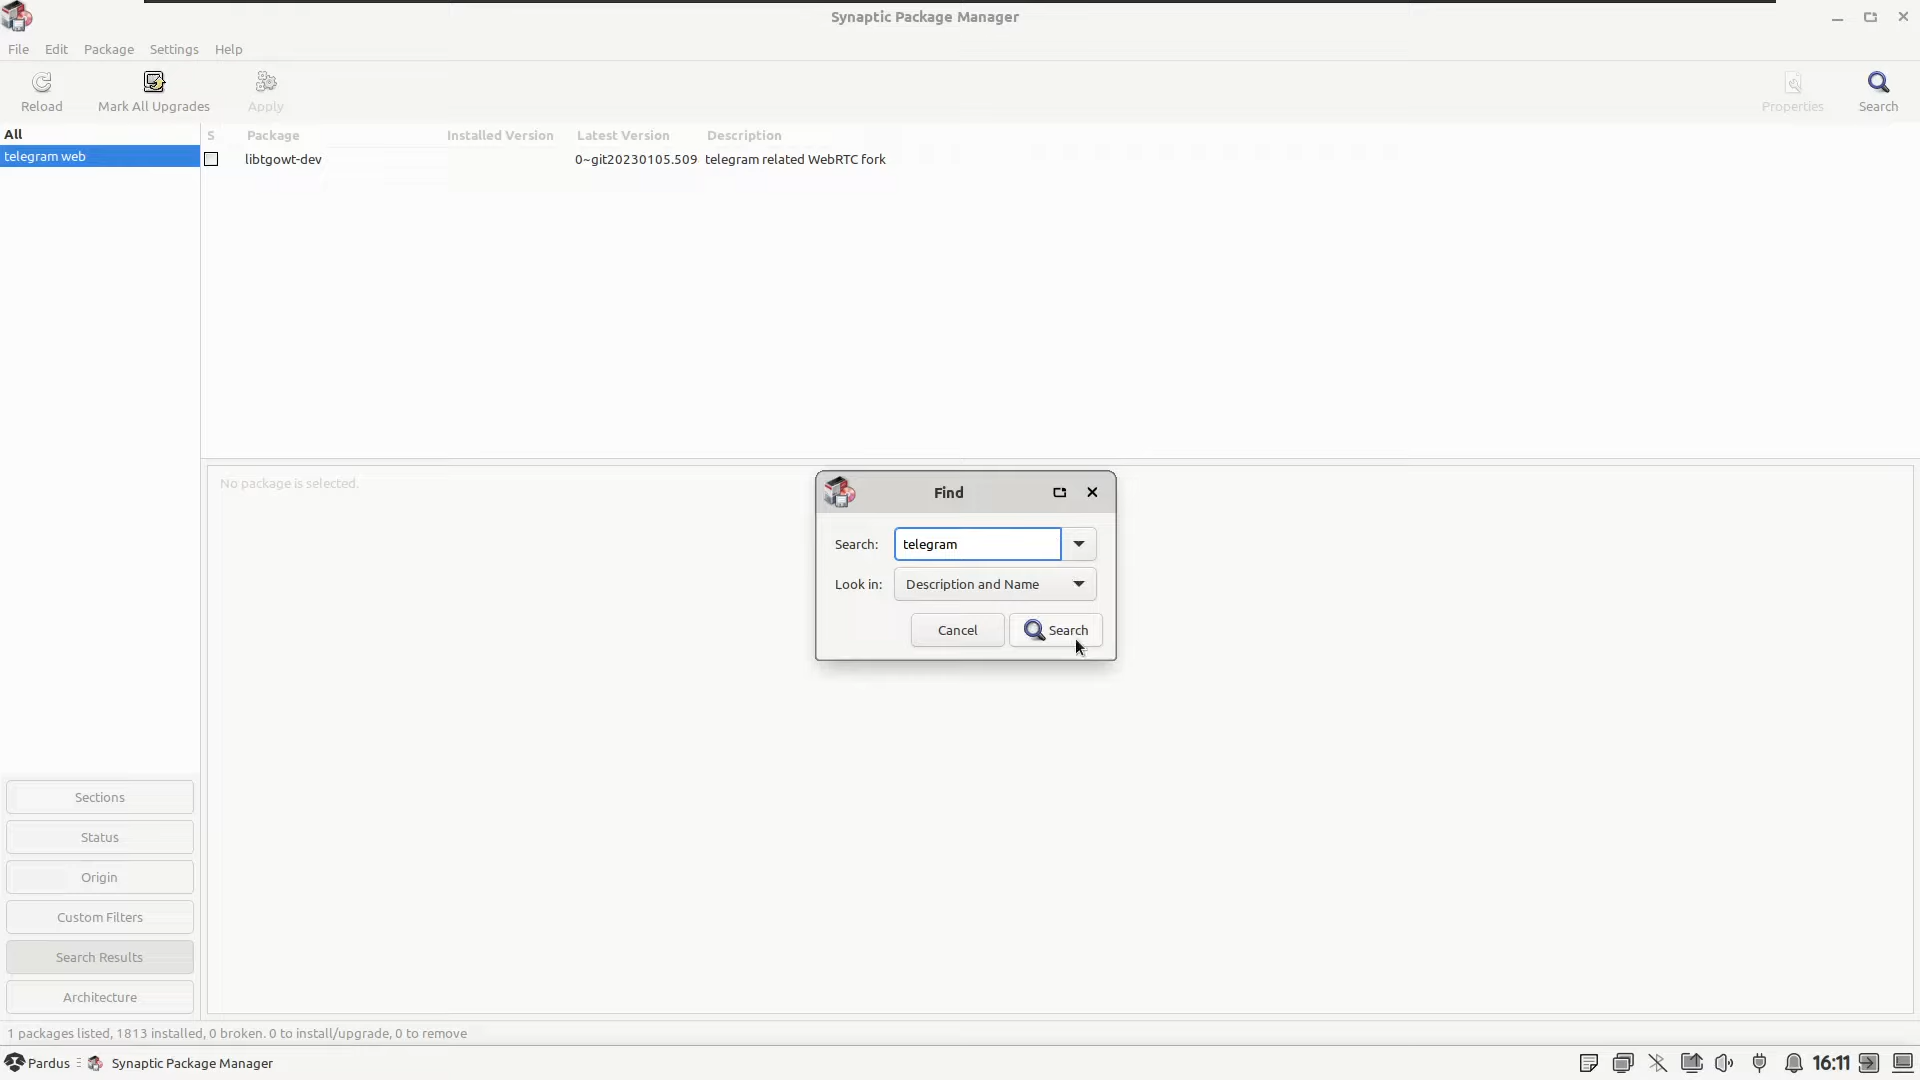 Synaptic Package Manager
File Edit Package Settings Help
Reload Mark All Upgrades Apply Properties Search
All
telegram web
S Package Installed Version Latest Version Description
libtgowt-dev 0~git20230105.509 telegram related WebRTC fork
No package is selected.
Find
Search: telegram
Look in: Description and Name
Cancel Search
Sections
Status
Origin
Custom Filters
Search Results
Architecture
1 packages listed, 1813 installed, 0 broken. 0 to install/upgrade, 0 to remove
Pardus Synaptic Package Manager 16:11